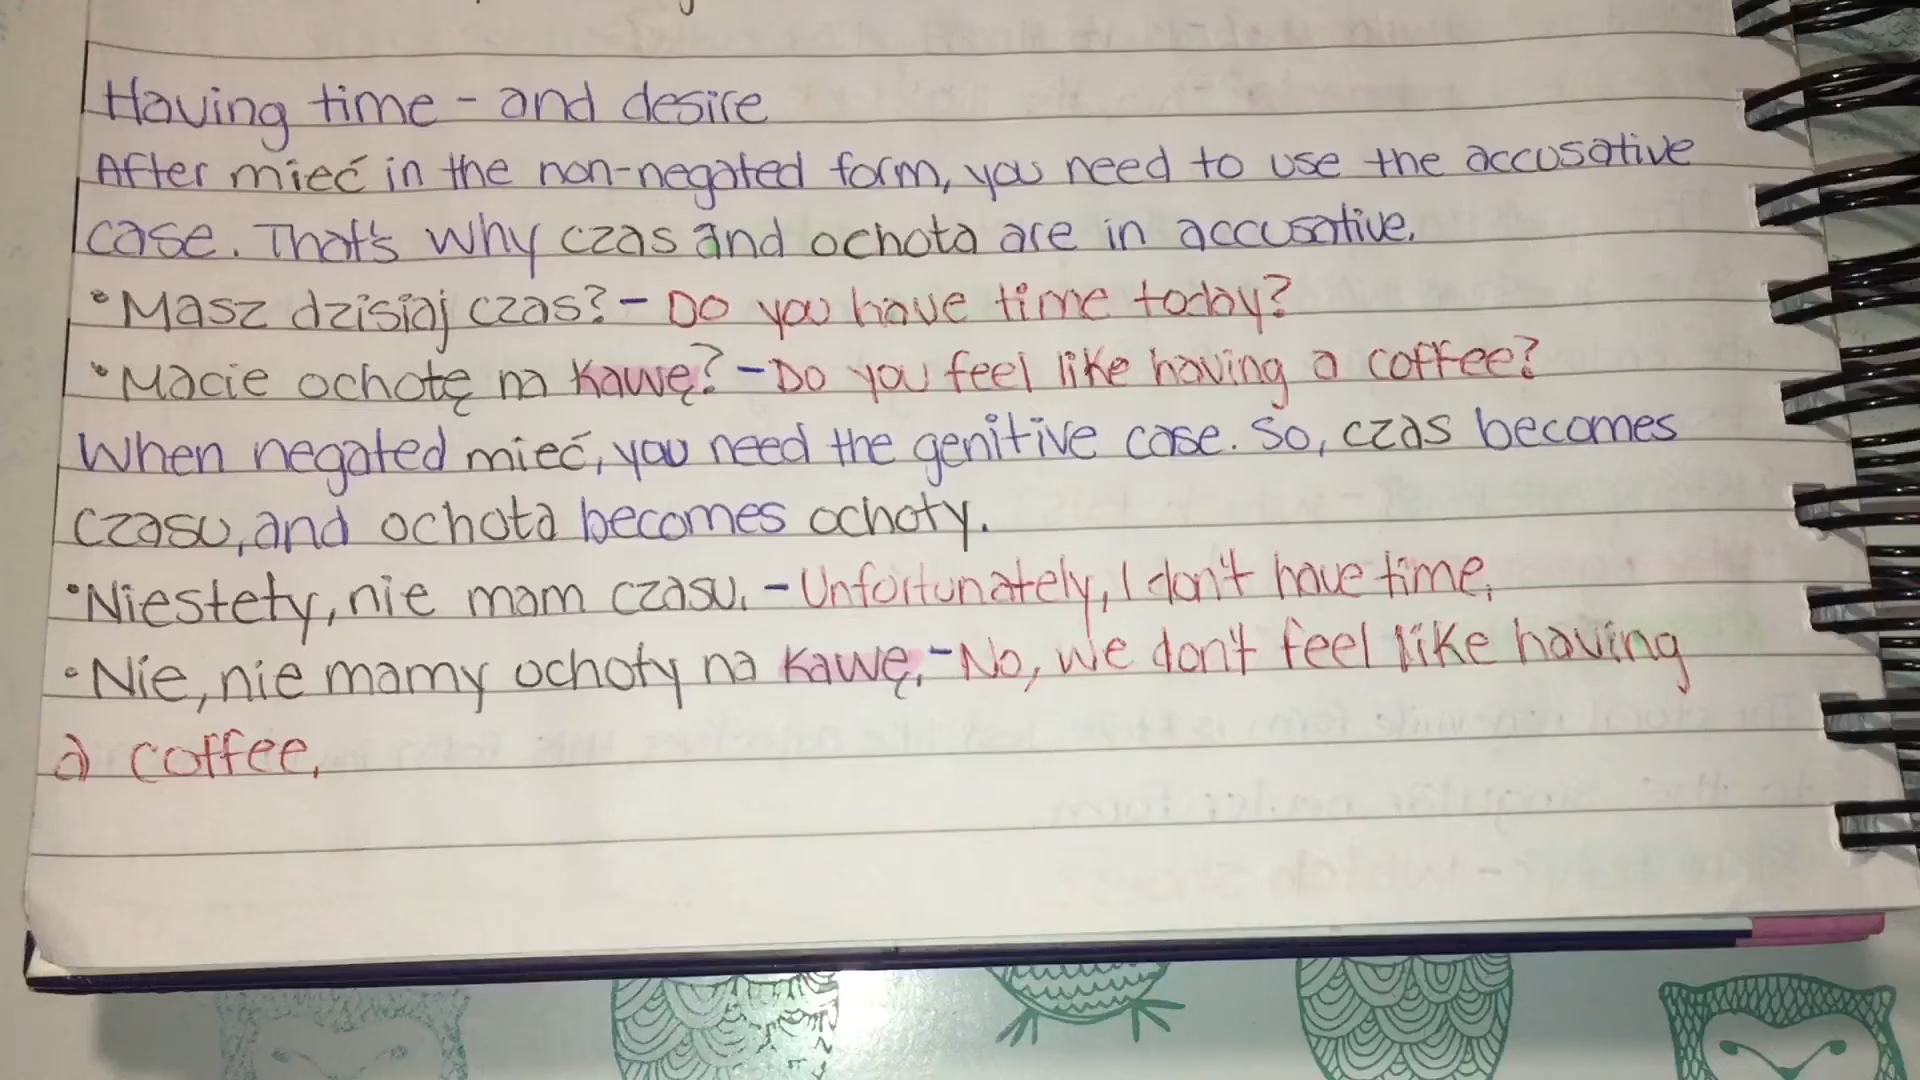 Having time - and desire
After mieć in the non-negated form, you need to use the accusative
case. That's why czas and ochota are in accusative.
• Masz dzisiaj czas? - Do you have time today?
• Macie ochotę na kawę? - Do you feel like having a coffee?
When negated mieć, you need the genitive case. So, czas becomes
czasu, and ochota becomes ochoty.
• Niestety, nie mam czasu. - Unfortunately, I don't have time.
• Nie, nie mamy ochoty na kawę. - No, we don't feel like having
a coffee.